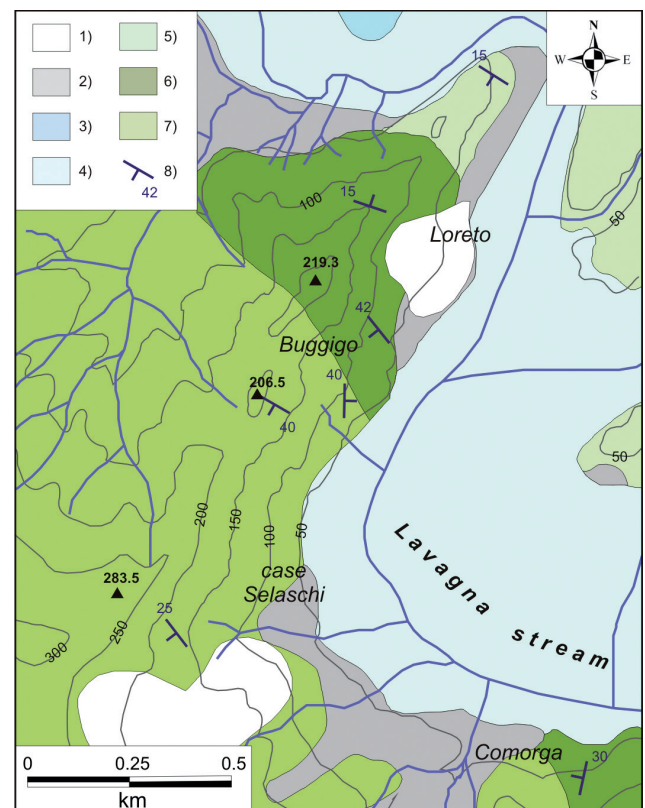 1) 5)
2) 6)
3) 7)
4) 8)
42
N
W E
S
15
100
15
Loreto
50
219.3
42
Buggigo
40
206.5
40
50
200
150
100
50
Lavagna stream
case
Selaschi
283.5
25
250
300
0 0.25 0.5
km
Comorga
30